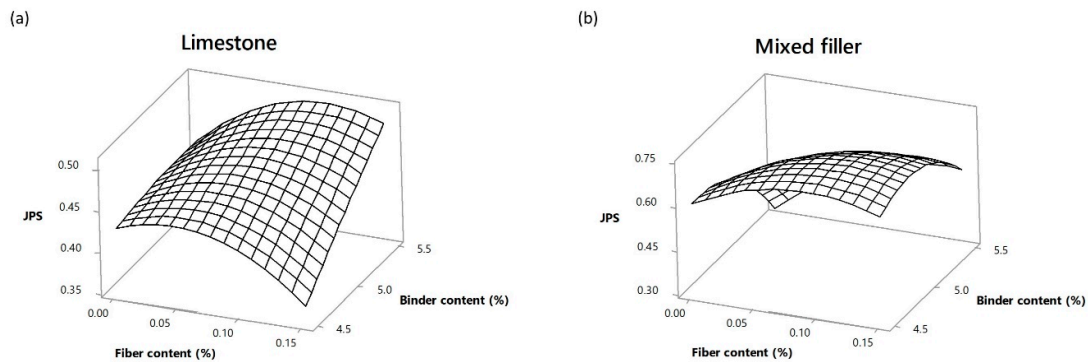 (a)
Limestone
0.50
0.45
JPS
0.40
0.35
0.00
0.05
0.10
0.15
Fiber content (%)
4.5
5.0
5.5
Binder content (%)
(b)
Mixed filler
0.75
0.60
JPS
0.45
0.30
0.00
0.05
0.10
0.15
Fiber content (%)
4.5
5.0
5.5
Binder content (%)